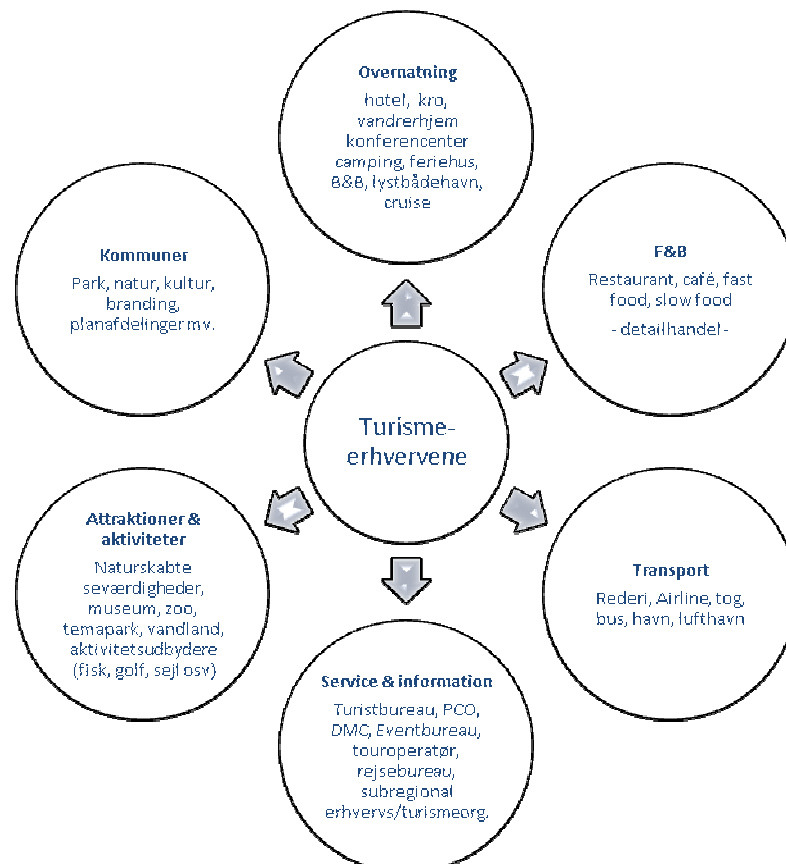 Overnatning
hotel, kro,
vandrerhjem
konferencenter
camping, feriehus,
B&B, lystbådehavn,
cruise
F&B
Restaurant, café, fast
food, slow food
- detailhandel -
Transport
Rederi, Airline, tog,
bus, havn, lufthavn
Service & information
Turistbureau, PCO,
DMC, Eventbureau,
touroperatør,
rejsebureau,
subregional
erhvervs/turismeorg.
Attraktioner &
aktiviteter
Naturskabte
seværdigheder,
museum, zoo,
temapark, vandland,
aktivitetsudbydere
(fisk, golf, sejl osv)
Kommuner
Park, natur, kultur,
branding,
planafdelinger mv.
Turisme-
erhvervene